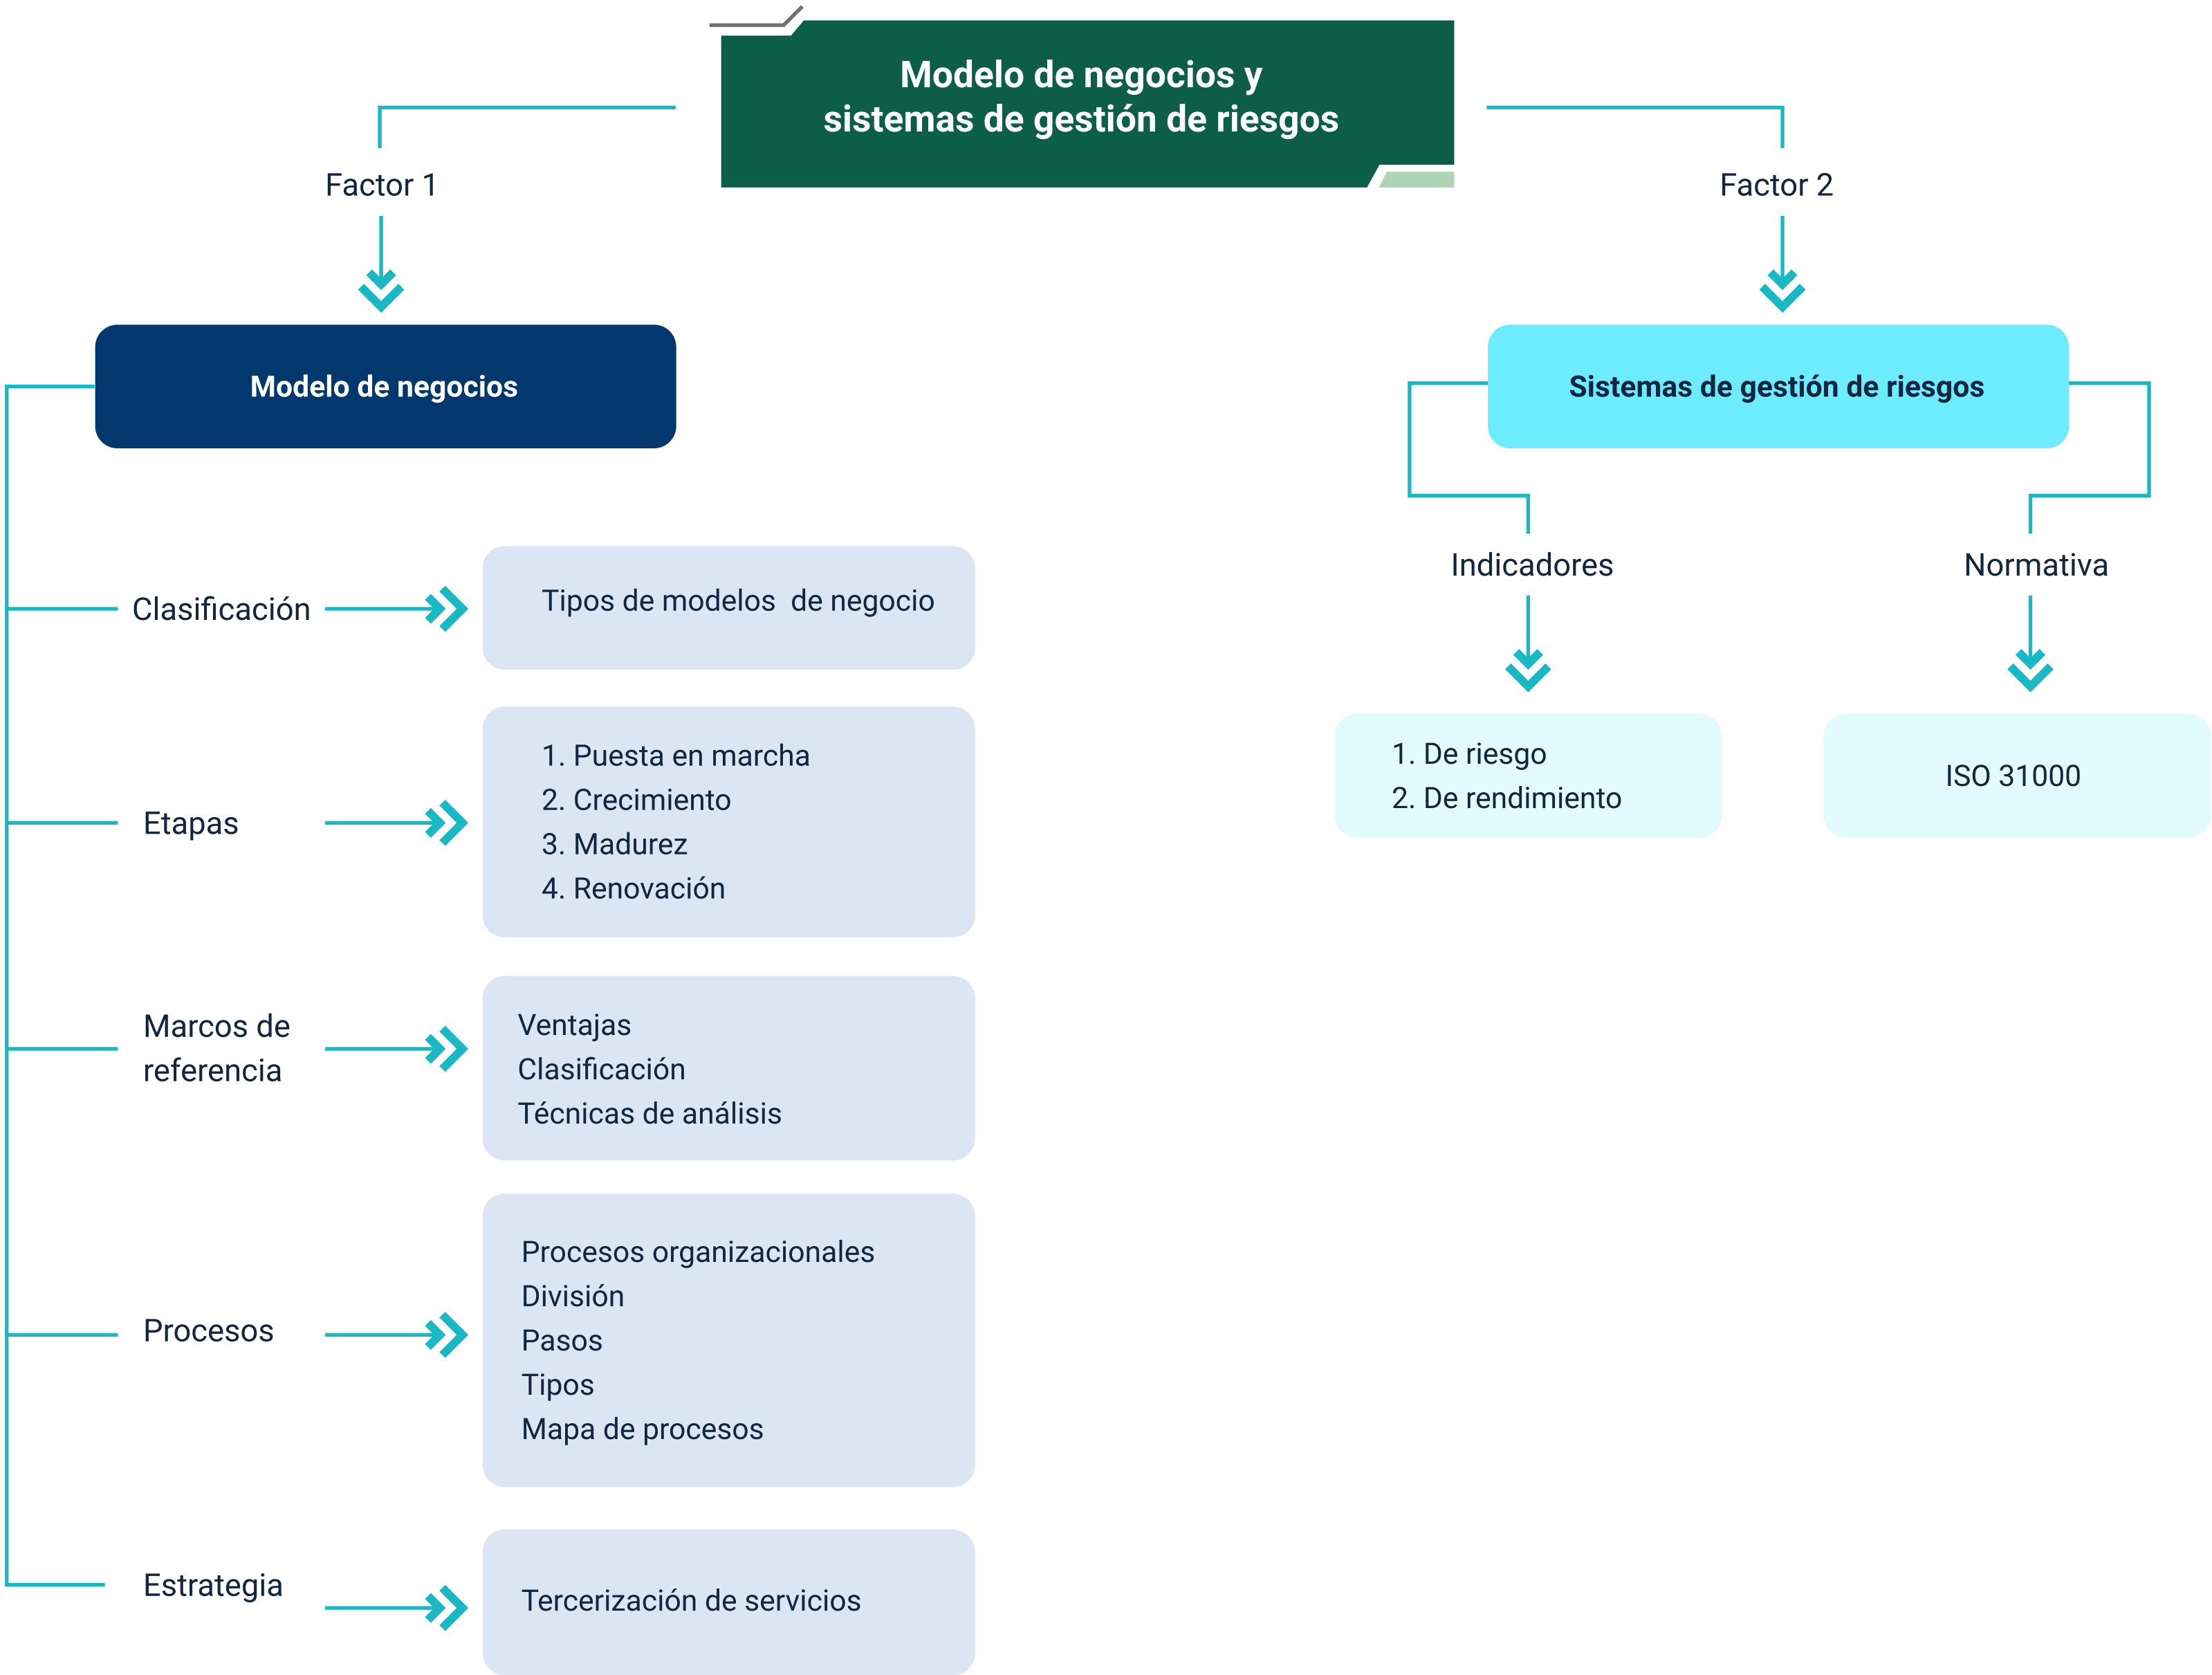 Modelo de negocios y
sistemas de gestión de riesgos
Factor 1
Factor 2
Modelo de negocios
Sistemas de gestión de riesgos
Clasificación
Tipos de modelos  de negocio
Etapas
1. Puesta en marcha
2. Crecimiento
3. Madurez
4. Renovación
Marcos de
referencia
Ventajas
Clasificación
Técnicas de análisis
Procesos
Procesos organizacionales
División
Pasos
Tipos
Mapa de procesos
Estrategia
Tercerización de servicios
Indicadores
1. De riesgo
2. De rendimiento
Normativa
ISO 31000